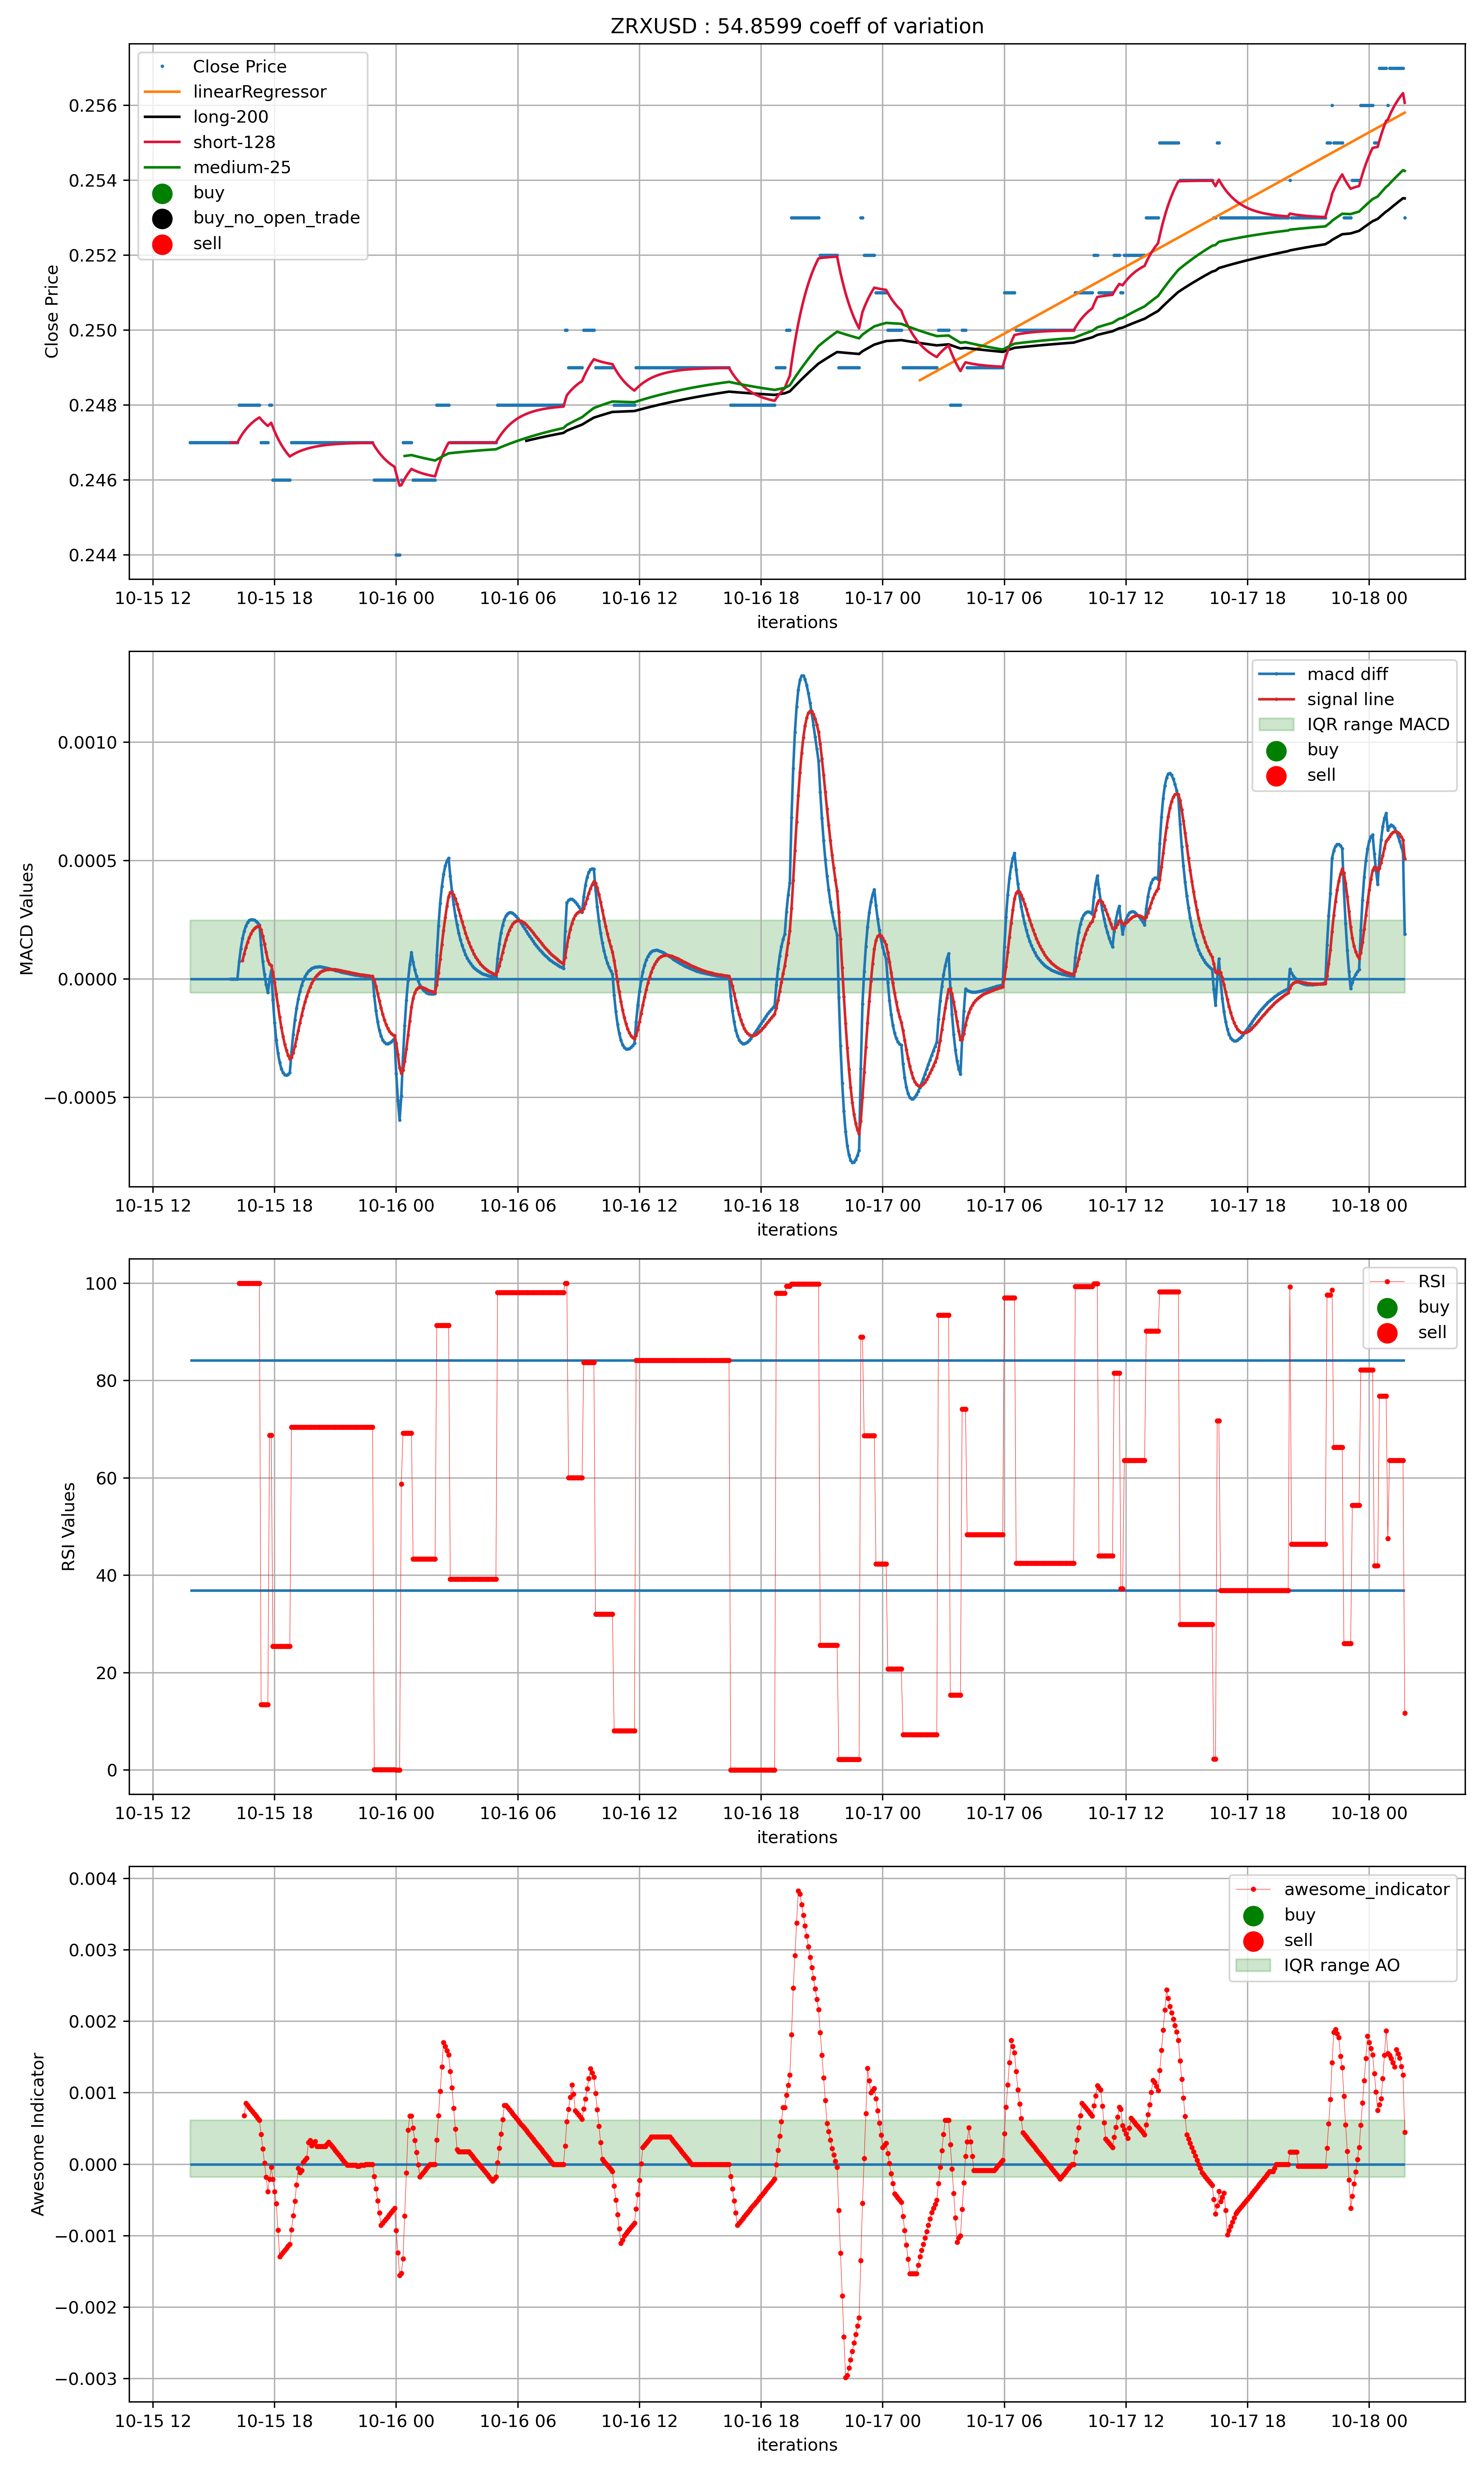 ZRXUSD : 54.8599 coeff of variation
Close Price
linearRegressor
long-200
short-128
medium-25
buy
buy_no_open_trade
sell
0.256
0.254
0.252
0.250
0.248
0.246
0.244
Close Price
10-15 12 10-15 18 10-16 00 10-16 06 10-16 12 10-16 18 10-17 00 10-17 06 10-17 12 10-17 18 10-18 00
iterations
macd diff
signal line
IQR range MACD
buy
sell
0.0010
0.0005
0.0000
−0.0005
MACD Values
10-15 12 10-15 18 10-16 00 10-16 06 10-16 12 10-16 18 10-17 00 10-17 06 10-17 12 10-17 18 10-18 00
iterations
RSI
buy
sell
100
80
60
40
20
0
RSI Values
10-15 12 10-15 18 10-16 00 10-16 06 10-16 12 10-16 18 10-17 00 10-17 06 10-17 12 10-17 18 10-18 00
iterations
awesome_indicator
buy
sell
IQR range AO
0.004
0.003
0.002
0.001
0.000
−0.001
−0.002
−0.003
Awesome Indicator
10-15 12 10-15 18 10-16 00 10-16 06 10-16 12 10-16 18 10-17 00 10-17 06 10-17 12 10-17 18 10-18 00
iterations